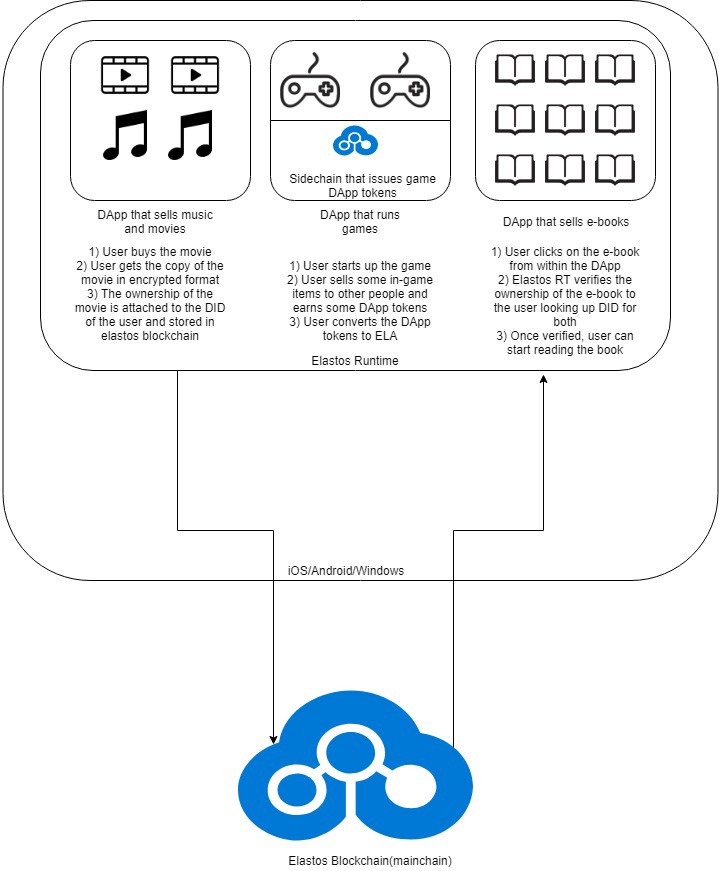 Sidechain that issues game
DApp tokens
DApp that sells music
and movies
1) User buys the movie
2) User gets the copy of the
movie in encrypted format
3) The ownership of the
movie is attached to the DID
of the user and stored in
elastos blockchain
DApp that runs
games
1) User starts up the game
2) User sells some in-game
items to other people and
earns some DApp tokens
3) User converts the DApp
tokens to ELA
DApp that sells e-books
1) User clicks on the e-book
from within the DApp
2) Elastos RT verifies the
ownership of the e-book to
the user looking up DID for
both
3) Once verified, user can
start reading the book
Elastos Runtime
iOS/Android/Windows
Elastos Blockchain(mainchain)